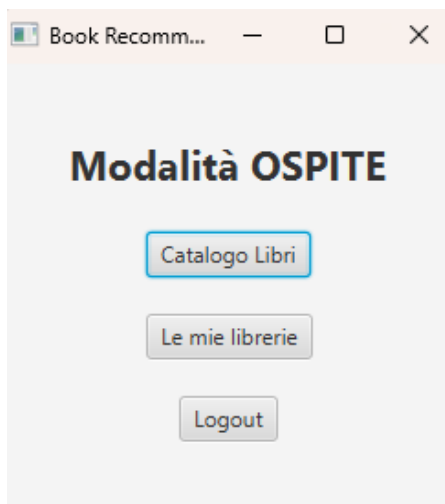 Book Recomm...
Modalità OSPITE
Catalogo Libri
Le mie librerie
Logout